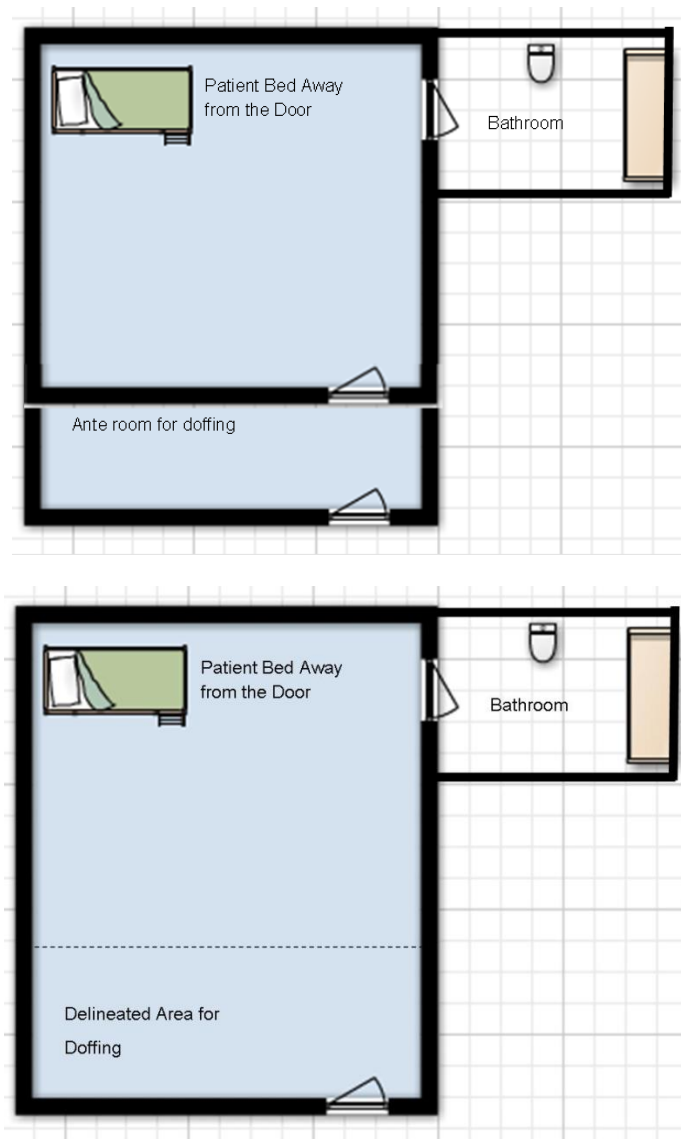 Patient Bed Away
from the Door
Bathroom
Ante room for doffing
Patient Bed Away
from the Door
Bathroom
Delineated Area for
Doffing